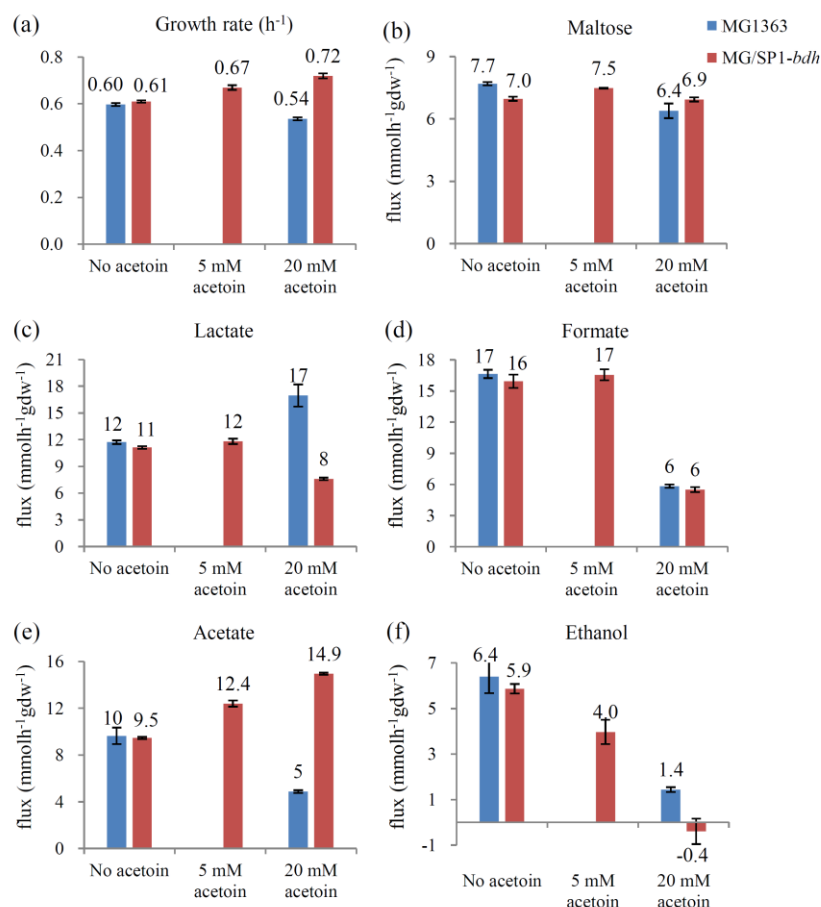 (a)
Growth rate (h⁻¹)
0.8
0.6
0.4
0.2
0.0
0.60
0.61
0.67
0.54
0.72
No acetoin
5 mM
acetoin
20 mM
acetoin
(b)
Maltose
MG1363
MG/SP1-bdh
flux (mmolh⁻¹gdw⁻¹)
9
6
3
0
7.7
7.0
7.5
6.4
6.9
No acetoin
5 mM
acetoin
20 mM
acetoin
(c)
Lactate
flux (mmolh⁻¹gdw⁻¹)
21
18
15
12
9
6
3
0
12
11
12
17
8
No acetoin
5 mM
acetoin
20 mM
acetoin
(d)
Formate
flux (mmolh⁻¹gdw⁻¹)
18
15
12
9
6
3
0
17
16
17
6
6
No acetoin
5 mM
acetoin
20 mM
acetoin
(e)
Acetate
flux (mmolh⁻¹gdw⁻¹)
16
12
8
4
0
10
9.5
12.4
5
14.9
No acetoin
5 mM
acetoin
20 mM
acetoin
(f)
Ethanol
flux (mmolh⁻¹gdw⁻¹)
7
5
3
1
-1
6.4
5.9
4.0
1.4
-0.4
No acetoin
5 mM
acetoin
20 mM
acetoin